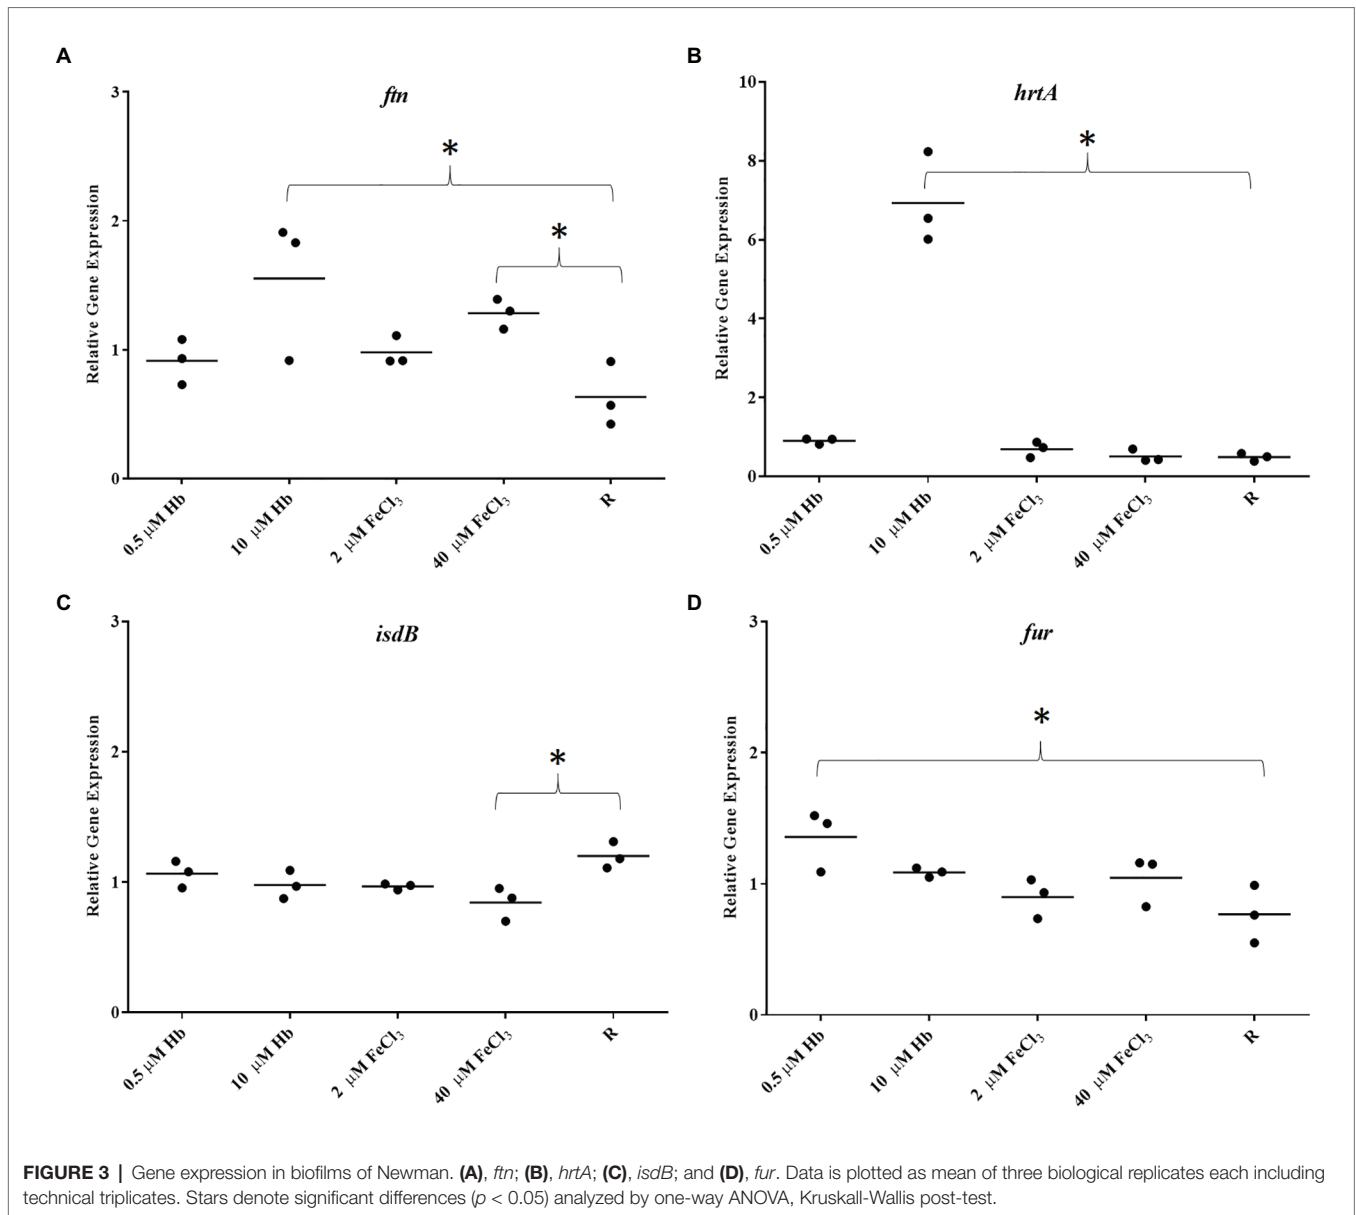 A
ftn
Relative Gene Expression
3
2
1
0
*
*
0.5 μM Hb
10 μM Hb
2 μM FeCl₃
40 μM FeCl₃
R
B
hrtA
Relative Gene Expression
10
8
6
4
2
0
*
0.5 μM Hb
10 μM Hb
2 μM FeCl₃
40 μM FeCl₃
R
C
isdB
Relative Gene Expression
3
2
1
0
*
0.5 μM Hb
10 μM Hb
2 μM FeCl₃
40 μM FeCl₃
R
D
fur
Relative Gene Expression
3
2
1
0
*
0.5 μM Hb
10 μM Hb
2 μM FeCl₃
40 μM FeCl₃
R
FIGURE 3 | Gene expression in biofilms of Newman. (A), ftn; (B), hrtA; (C), isdB; and (D), fur. Data is plotted as mean of three biological replicates each including
technical triplicates. Stars denote significant differences (p < 0.05) analyzed by one-way ANOVA, Kruskall-Wallis post-test.